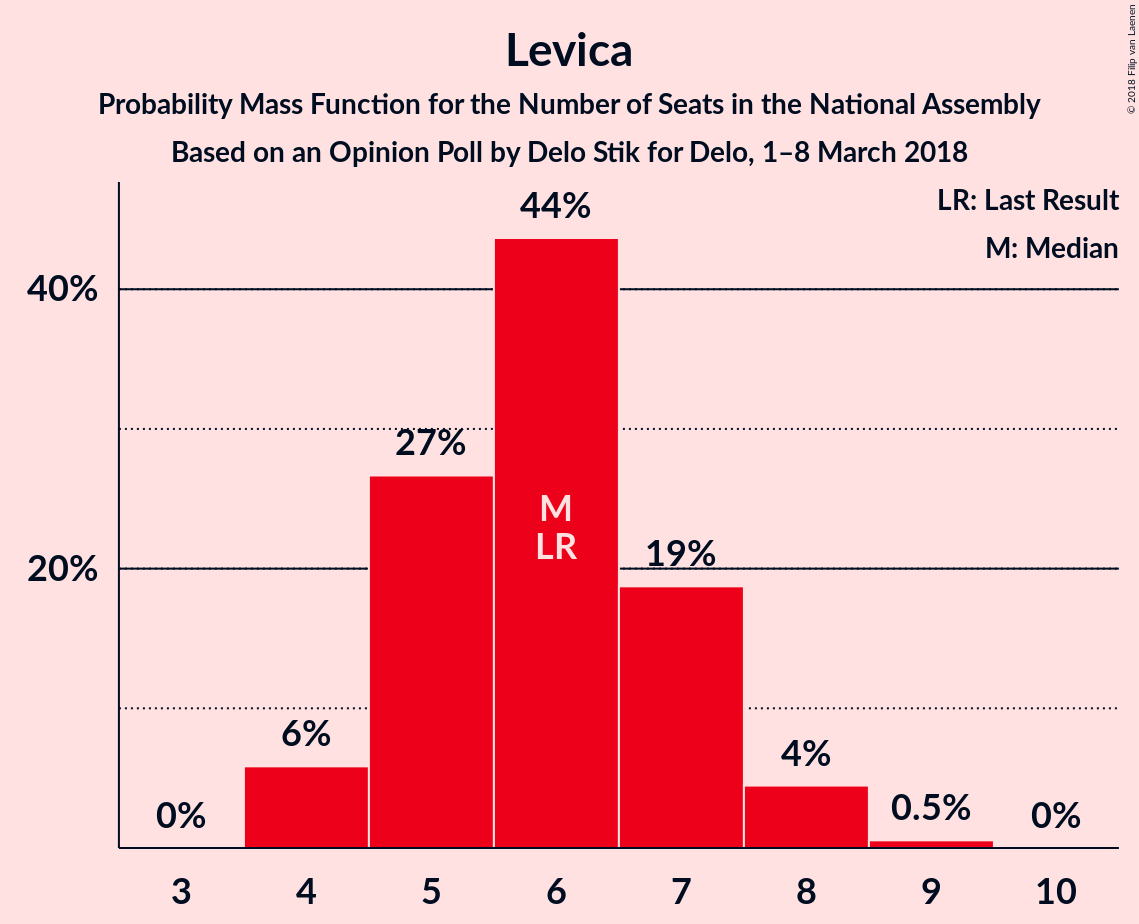 Levica
Probability Mass Function for the Number of Seats in the National Assembly
Based on an Opinion Poll by Delo Stik for Delo, 1–8 March 2018
© 2018 Filip van Laenen
LR: Last Result
M: Median
40%
20%
0%
6%
27%
44%
19%
4%
0.5%
0%
M
LR
3
4
5
6
7
8
9
10